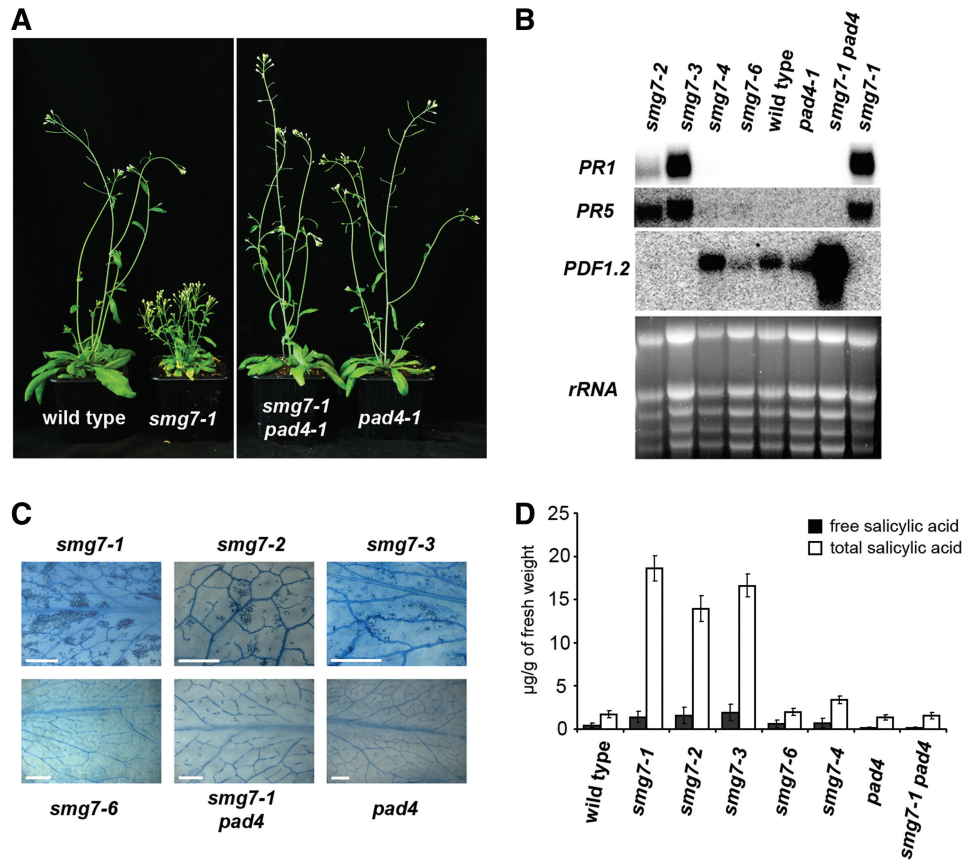 A
wild type
smg7-1
smg7-1
pad4-1
pad4-1
B
smg7-2
smg7-3
smg7-4
smg7-6
wild type
pad4-1
smg7-1 pad4
smg7-1
PR1
PR5
PDF1.2
rRNA
C
smg7-1
smg7-2
smg7-3
smg7-6
smg7-1
pad4
pad4
D
25
20
15
10
5
0
µg/g of fresh weight
free salicylic acid
total salicylic acid
wild type
smg7-1
smg7-2
smg7-3
smg7-6
smg7-4
pad4
smg7-1 pad4